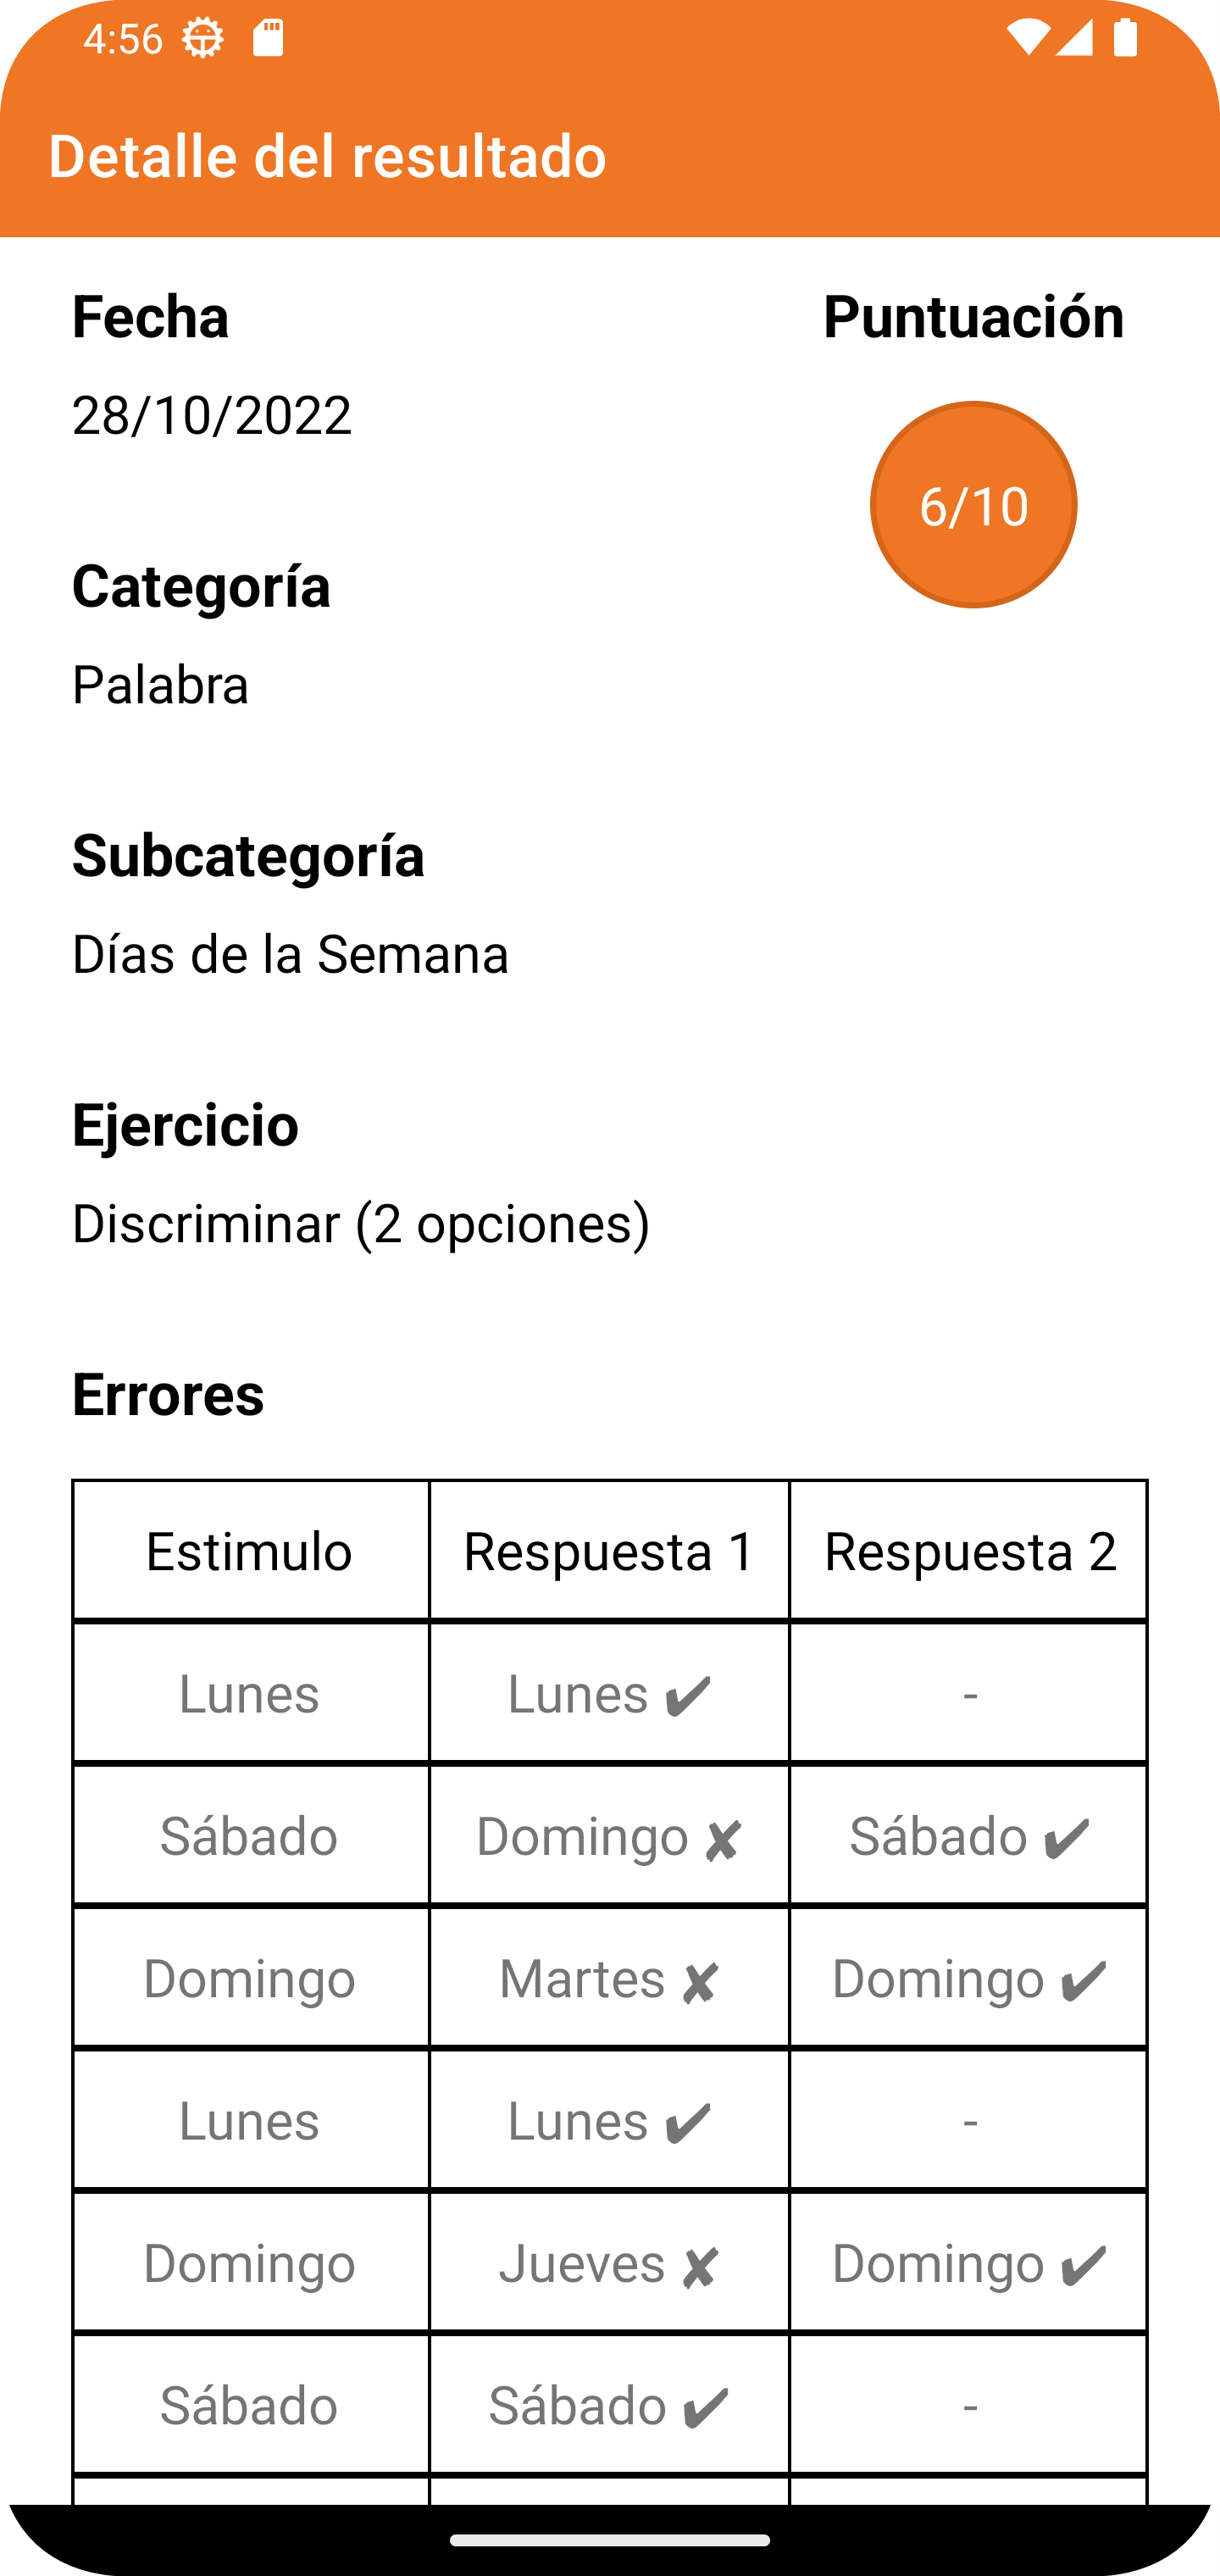 4:56
Detalle del resultado
Fecha
Puntuación
28/10/2022
6/10
Categoría
Palabra
Subcategoría
Días de la Semana
Ejercicio
Discriminar (2 opciones)
Errores
Estimulo Respuesta 1 Respuesta 2
Lunes Lunes ✔ -
Sábado Domingo ✘ Sábado ✔
Domingo Martes ✘ Domingo ✔
Lunes Lunes ✔ -
Domingo Jueves ✘ Domingo ✔
Sábado Sábado ✔ -